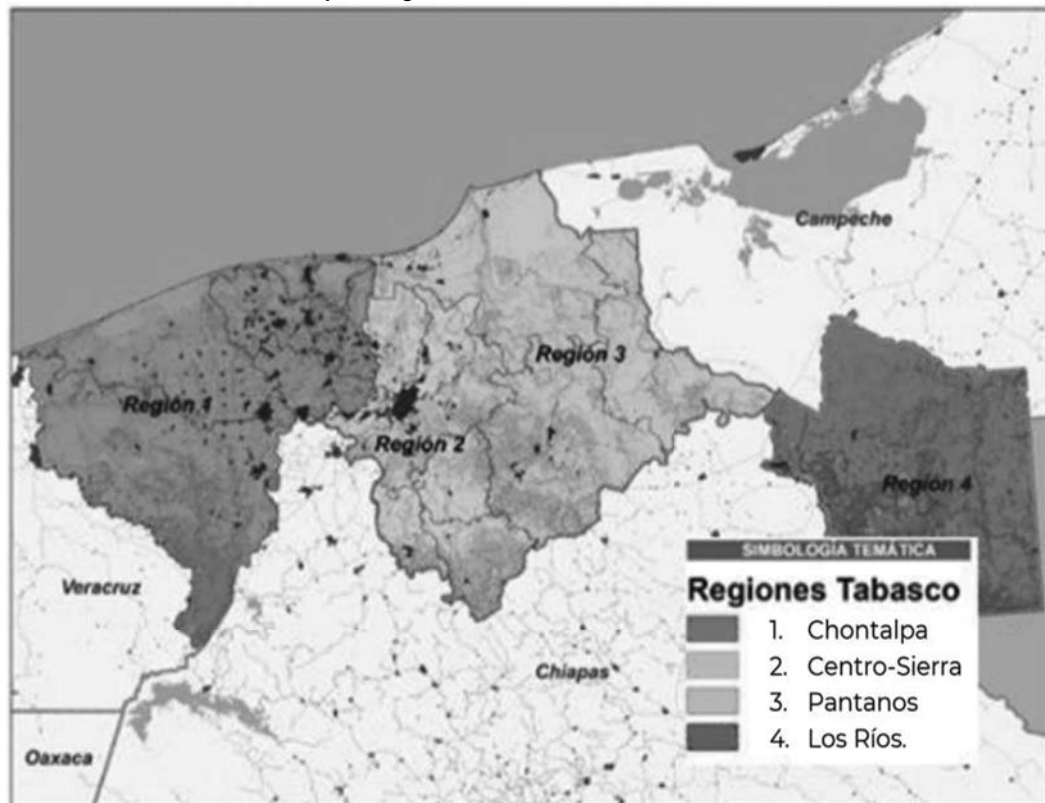 Campeche
Región 3
Región 1
Región 2
Región 4
SIMBOLOGÍA TEMÁTICA
Regiones Tabasco
1. Chontalpa
2. Centro-Sierra
3. Pantanos
4. Los Ríos.
Veracruz
Chiapas
Oaxaca